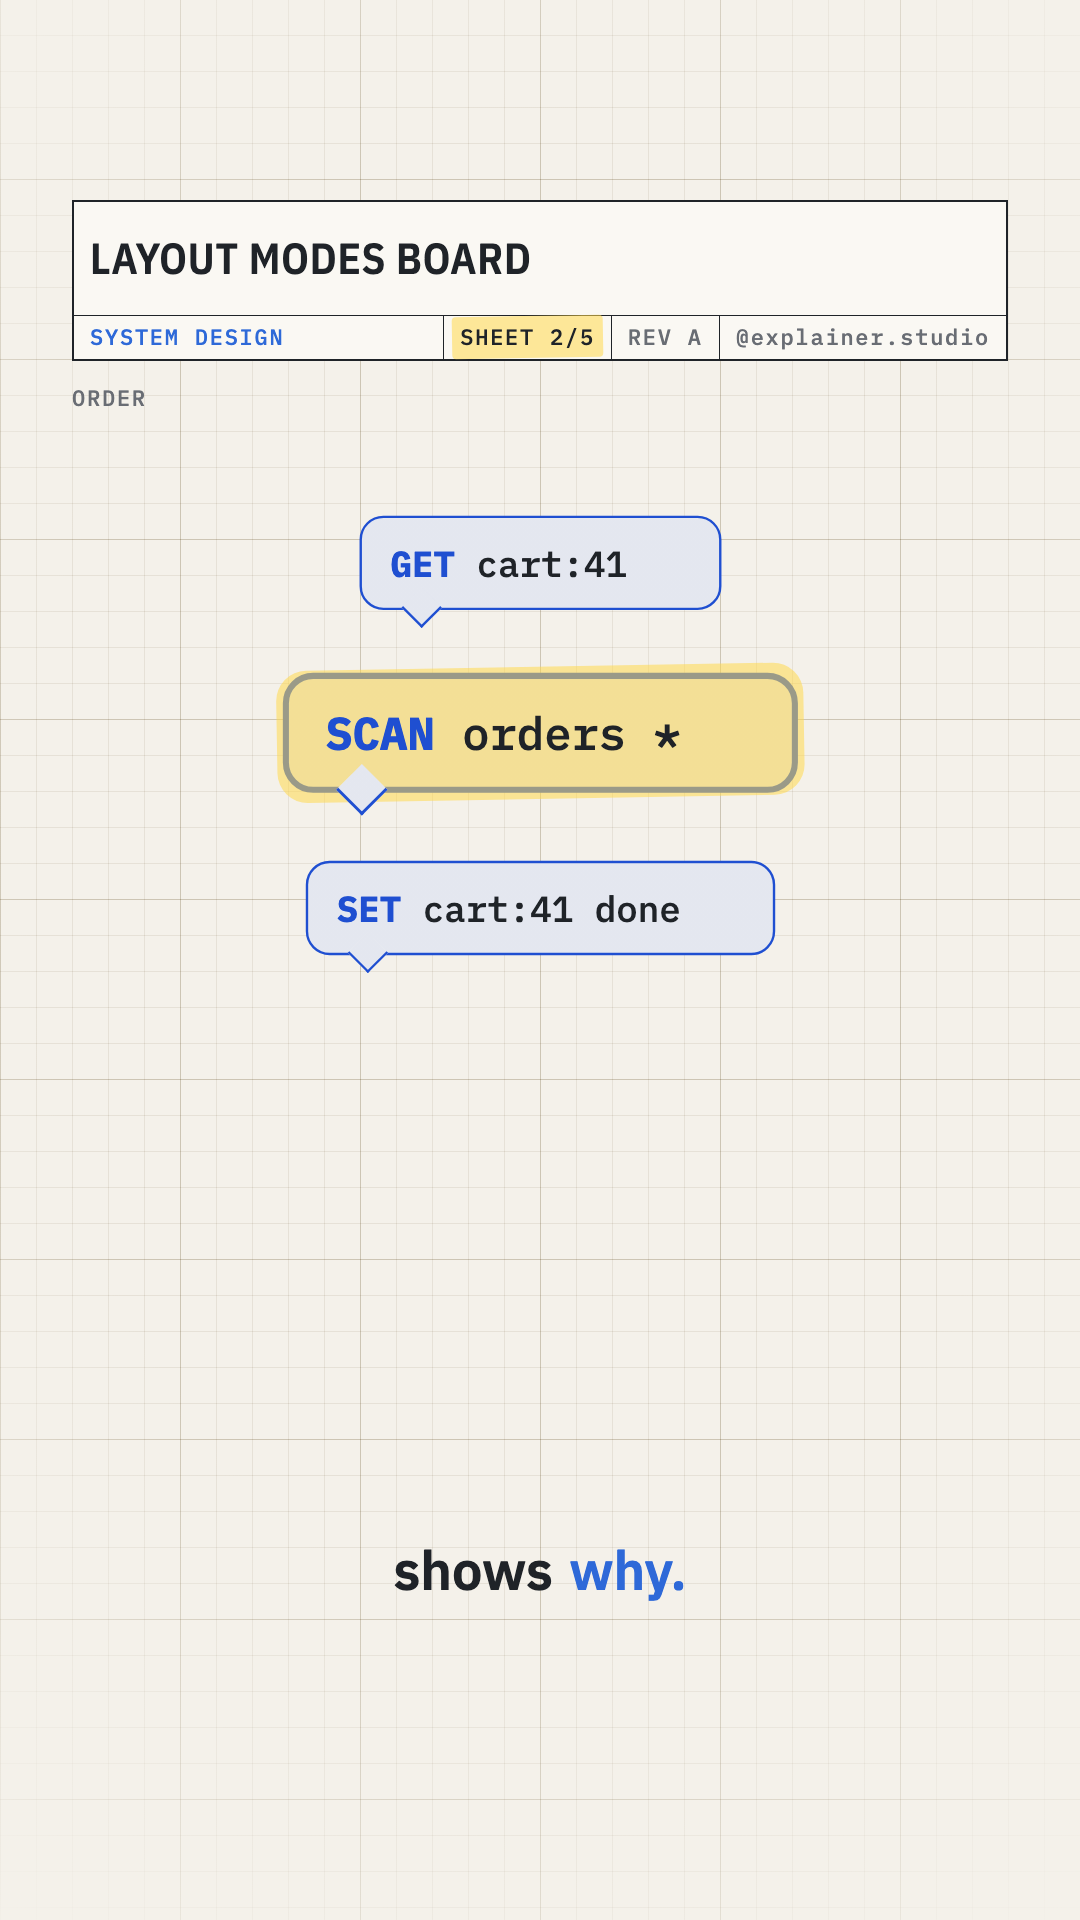 LAYOUT MODES BOARD
SYSTEM DESIGN SHEET 2/5 REV A @explainer.studio
ORDER
GET cart:41
SCAN orders *
SET cart:41 done
shows why.